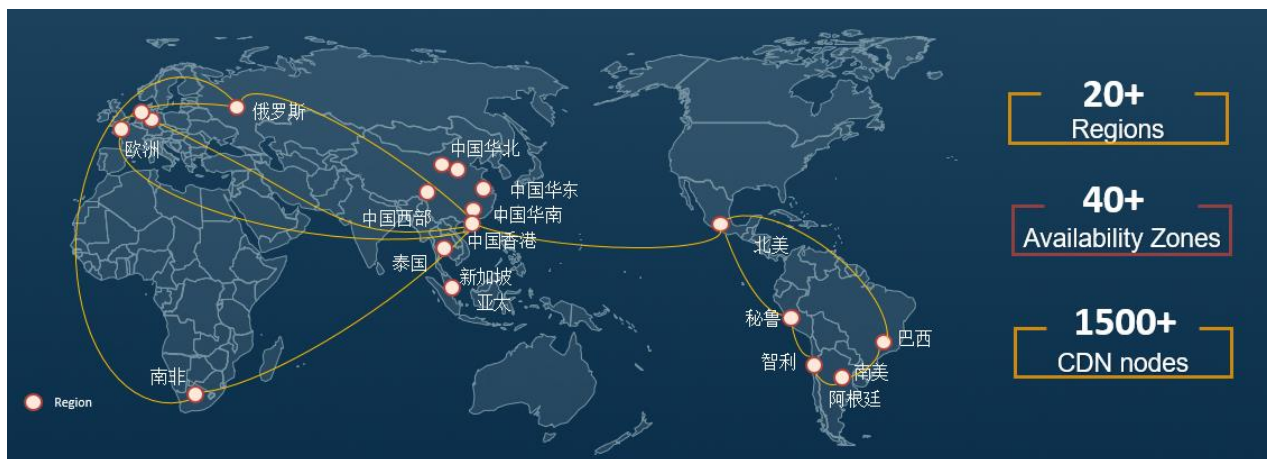 俄罗斯
欧洲
中国华北
中国华东
中国西部
中国华南
中国香港
泰国
新加坡
亚太
南非
北美
秘鲁
巴西
智利
南美
阿根廷
Region
20+
Regions
40+
Availability Zones
1500+
CDN nodes